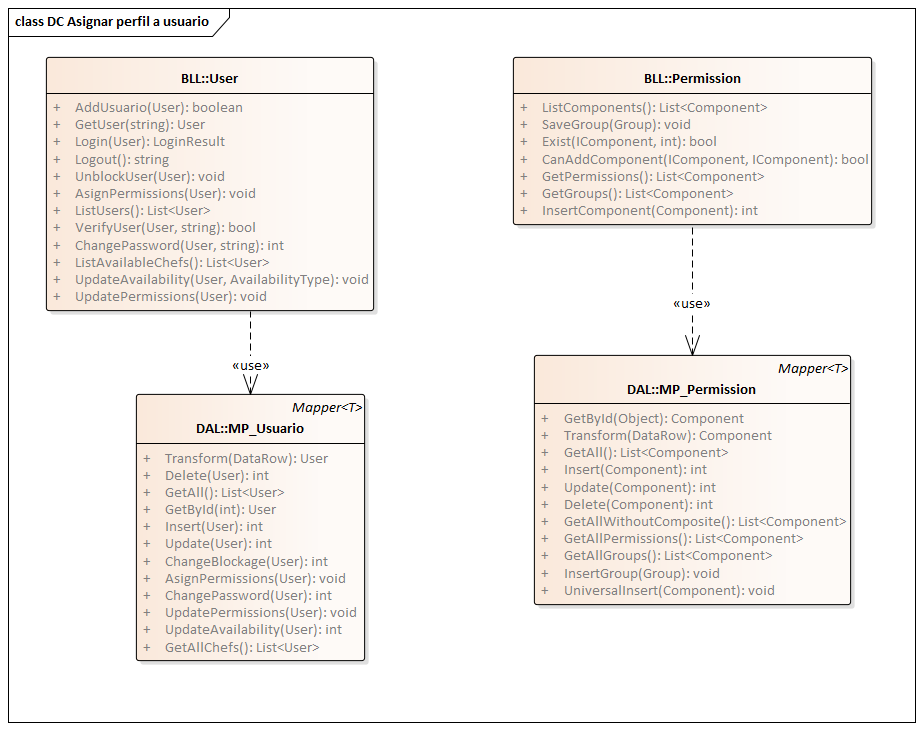 class DC Asignar perfil a usuario
BLL::User
+ AddUsuario(User): boolean
+ GetUser(string): User
+ Login(User): LoginResult
+ Logout(): string
+ UnblockUser(User): void
+ AsignPermissions(User): void
+ ListUsers(): List<User>
+ VerifyUser(User, string): bool
+ ChangePassword(User, string): int
+ ListAvailableChefs(): List<User>
+ UpdateAvailability(User, AvailabilityType): void
+ UpdatePermissions(User): void
«use»
Mapper<T>
DAL::MP_Usuario
+ Transform(DataRow): User
+ Delete(User): int
+ GetAll(): List<User>
+ GetById(int): User
+ Insert(User): int
+ Update(User): int
+ ChangeBlockage(User): int
+ AsignPermissions(User): void
+ ChangePassword(User): int
+ UpdatePermissions(User): void
+ UpdateAvailability(User): int
+ GetAllChefs(): List<User>
BLL::Permission
+ ListComponents(): List<Component>
+ SaveGroup(Group): void
+ Exist(IComponent, int): bool
+ CanAddComponent(IComponent, IComponent): bool
+ GetPermissions(): List<Component>
+ GetGroups(): List<Component>
+ InsertComponent(Component): int
«use»
Mapper<T>
DAL::MP_Permission
+ GetById(Object): Component
+ Transform(DataRow): Component
+ GetAll(): List<Component>
+ Insert(Component): int
+ Update(Component): int
+ Delete(Component): int
+ GetAllWithoutComposite(): List<Component>
+ GetAllPermissions(): List<Component>
+ GetAllGroups(): List<Component>
+ InsertGroup(Group): void
+ UniversalInsert(Component): void